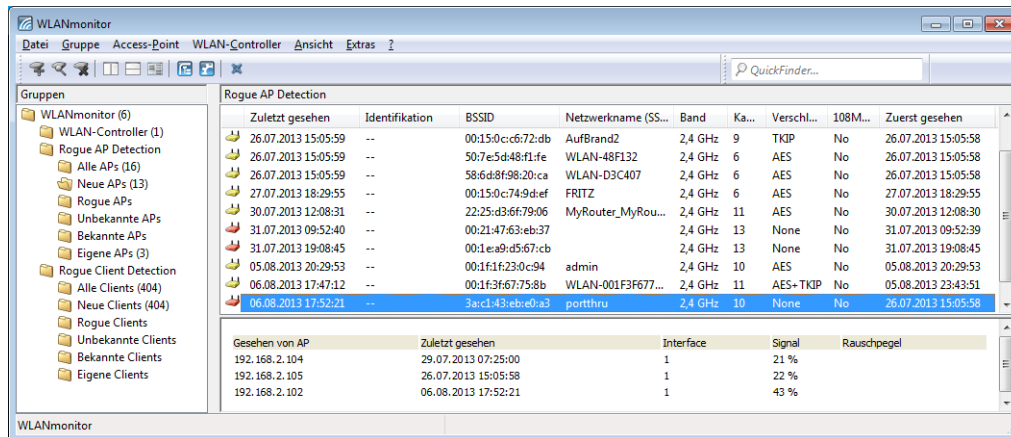 WLANmonitor
Datei Gruppe Access-Point WLAN-Controller Ansicht Extras ?
QuickFinder...
Gruppen
WLANmonitor (6)
WLAN-Controller (1)
Rogue AP Detection
Alle APs (16)
Neue APs (13)
Rogue APs
Unbekannte APs
Bekannte APs
Eigene APs (3)
Rogue Client Detection
Alle Clients (404)
Neue Clients (404)
Rogue Clients
Unbekannte Clients
Bekannte Clients
Eigene Clients
Rogue AP Detection
Zuletzt gesehen Identifikation BSSID Netzwerkname (SS... Band Ka... Verschl... 108M... Zuerst gesehen
26.07.2013 15:05:59 -- 00:15:0c:c6:72:db AufBrand2 2,4 GHz 9 TKIP No 26.07.2013 15:05:58
26.07.2013 15:05:59 -- 50:7e:5d:48:f1:fe WLAN-48F132 2,4 GHz 6 AES No 26.07.2013 15:05:58
26.07.2013 15:05:59 -- 58:6d:8f:98:20:ca WLAN-D3C407 2,4 GHz 6 AES No 26.07.2013 15:05:58
27.07.2013 18:29:55 -- 00:15:0c:74:9d:ef FRITZ 2,4 GHz 6 AES No 27.07.2013 18:29:55
30.07.2013 12:08:31 -- 22:25:d3:6f:79:06 MyRouter_MyRou... 2,4 GHz 11 AES No 30.07.2013 12:08:30
31.07.2013 09:52:40 -- 00:21:47:63:eb:37 2,4 GHz 13 None No 31.07.2013 09:52:39
31.07.2013 19:08:45 -- 00:1e:a9:d5:67:cb 2,4 GHz 13 None No 31.07.2013 19:08:45
05.08.2013 20:29:53 -- 00:1f:1f:23:0c:94 admin 2,4 GHz 10 AES No 05.08.2013 20:29:53
06.08.2013 17:47:12 -- 00:1f:3f:67:75:8b WLAN-001F3F677... 2,4 GHz 11 AES+TKIP No 05.08.2013 23:43:51
06.08.2013 17:52:21 -- 3a:c1:43:eb:e0:a3 portthru 2,4 GHz 10 None No 26.07.2013 15:05:58
Gesehen von AP Zuletzt gesehen Interface Signal Rauschpegel
192.168.2.104 29.07.2013 07:25:00 1 21 %
192.168.2.105 26.07.2013 15:05:58 1 22 %
192.168.2.102 06.08.2013 17:52:21 1 43 %
WLANmonitor